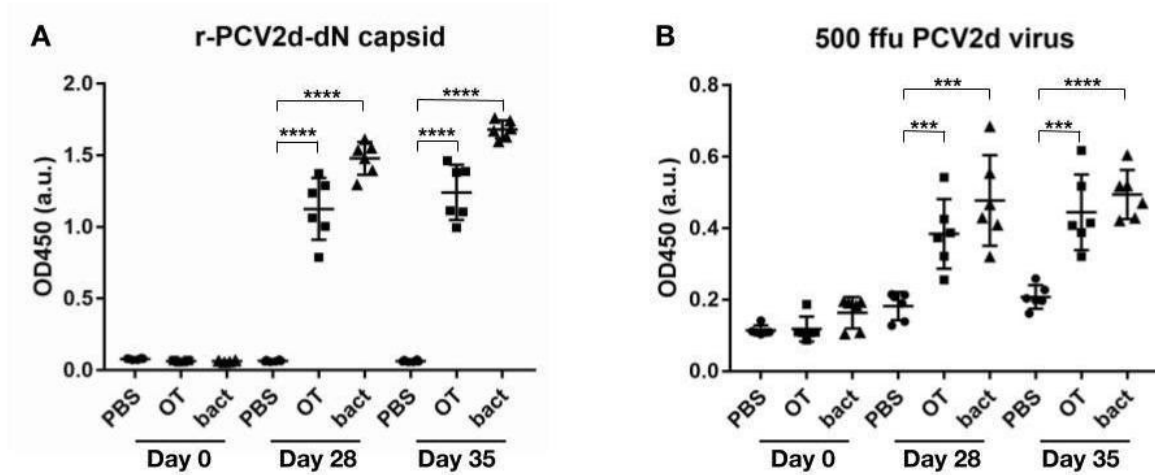 A
r-PCV2d-dN capsid
OD450 (a.u.)
2.0
1.5
1.0
0.5
0.0
****
****
****
****
PBS
OT
bact
PBS
OT
bact
PBS
OT
bact
Day 0
Day 28
Day 35
B
500 ffu PCV2d virus
OD450 (a.u.)
0.8
0.6
0.4
0.2
0.0
***
***
****
***
PBS
OT
bact
PBS
OT
bact
PBS
OT
bact
Day 0
Day 28
Day 35